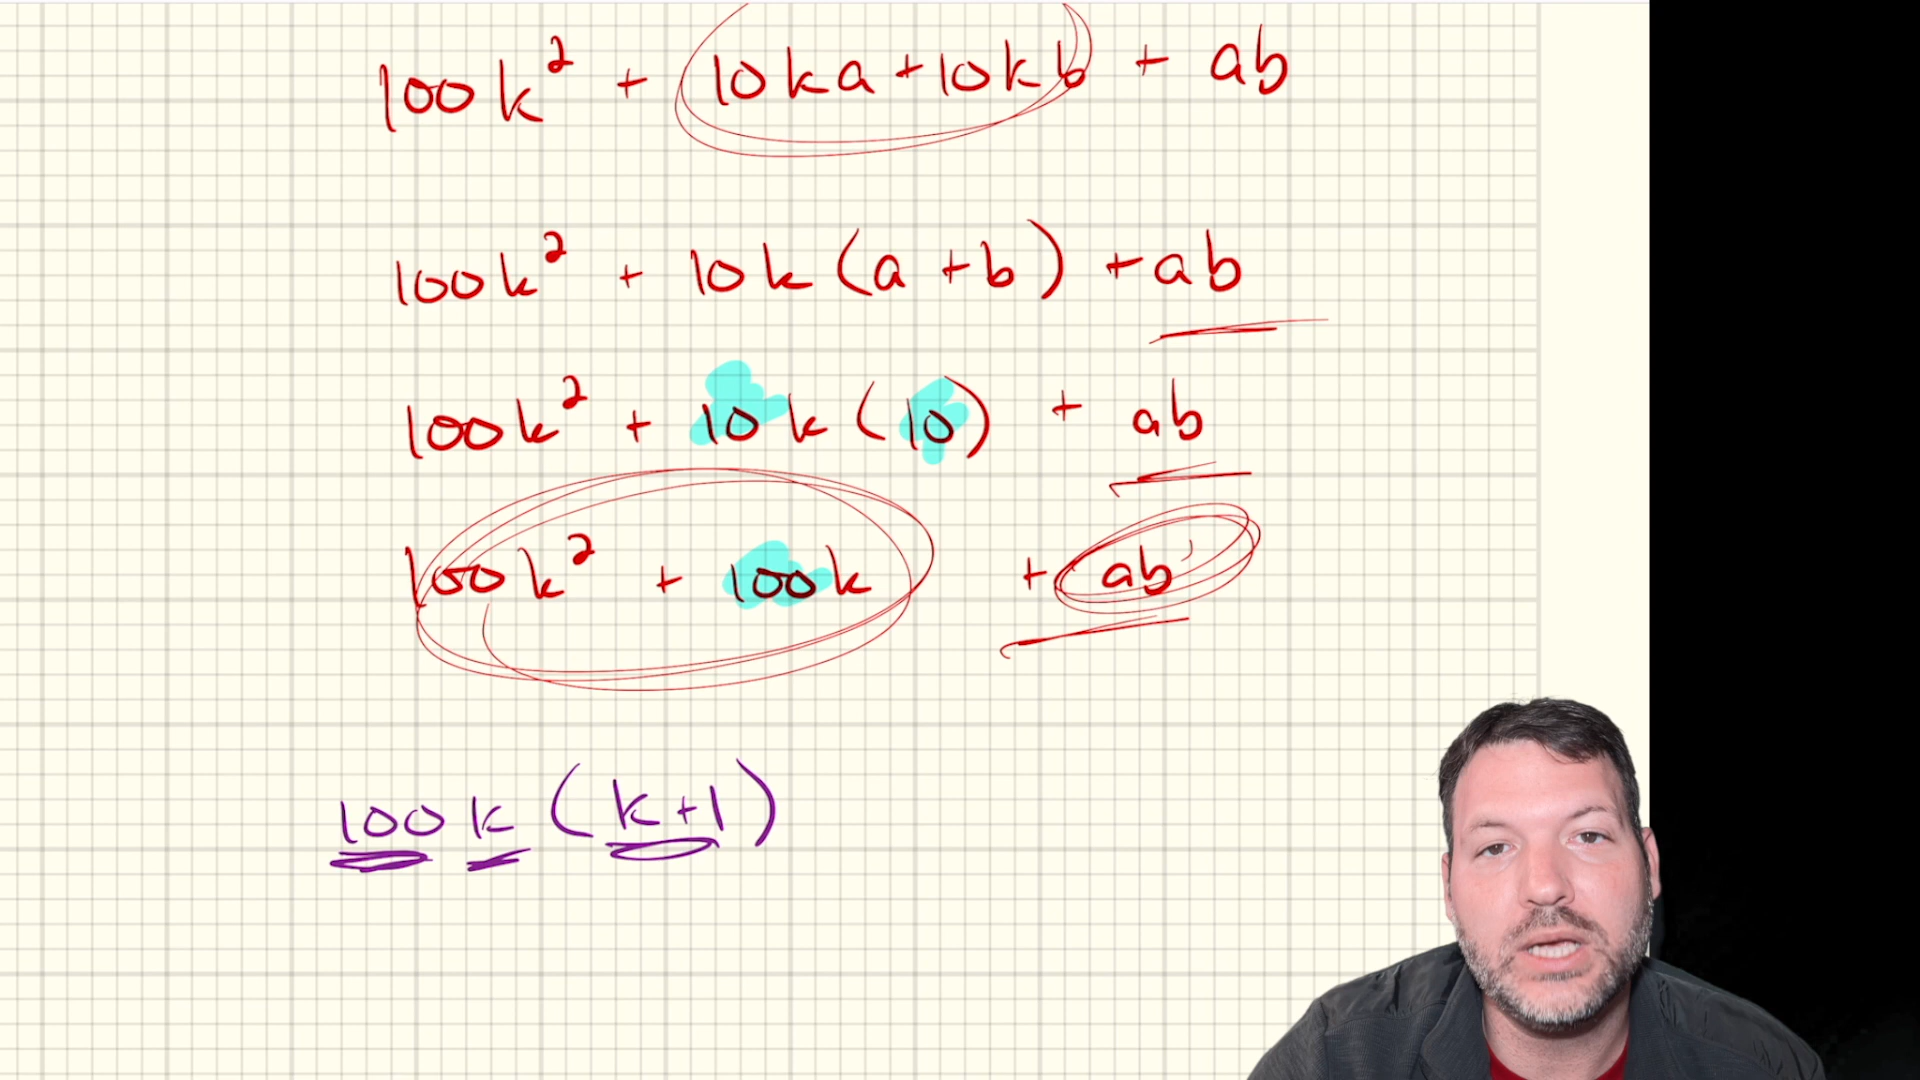 100k² + 10ka + 10kb + ab
100k² + 10k(a + b) + ab
100k² + 10k(10) + ab
100k² + 100k + ab
100k(k+1)